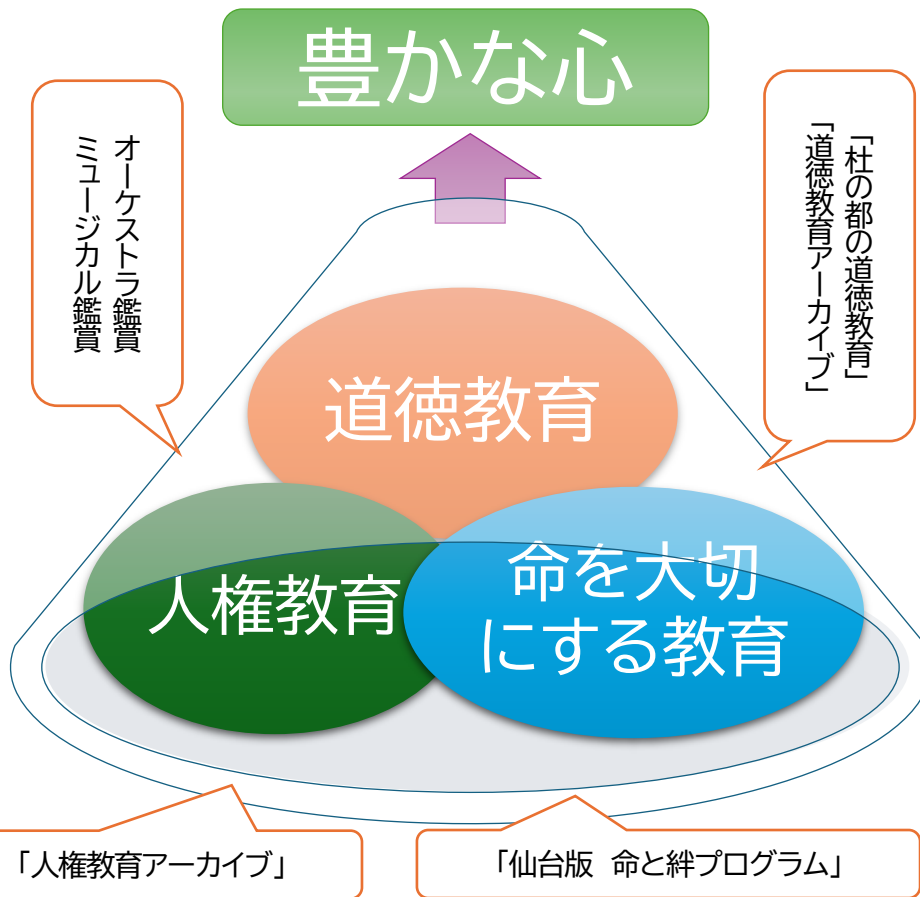 豊かな心
オーケストラ鑑賞
ミュージカル鑑賞
「杜の都の道徳教育」
「道徳教育アーカイブ」
道徳教育
人権教育
命を大切
にする教育
「人権教育アーカイブ」
「仙台版 命と絆プログラム」